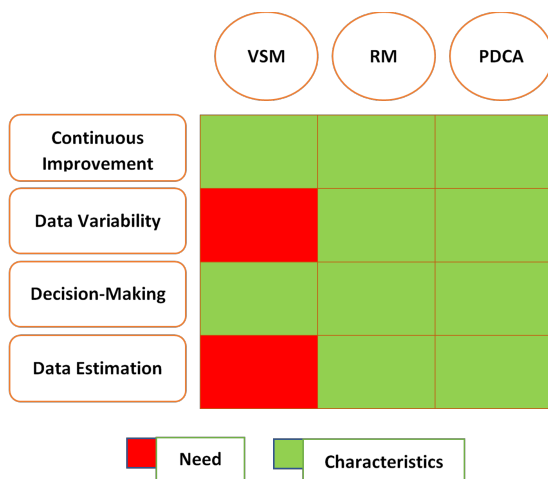 VSM RM PDCA
Continuous
Improvement
Data Variability
Decision-Making
Data Estimation
Need Characteristics